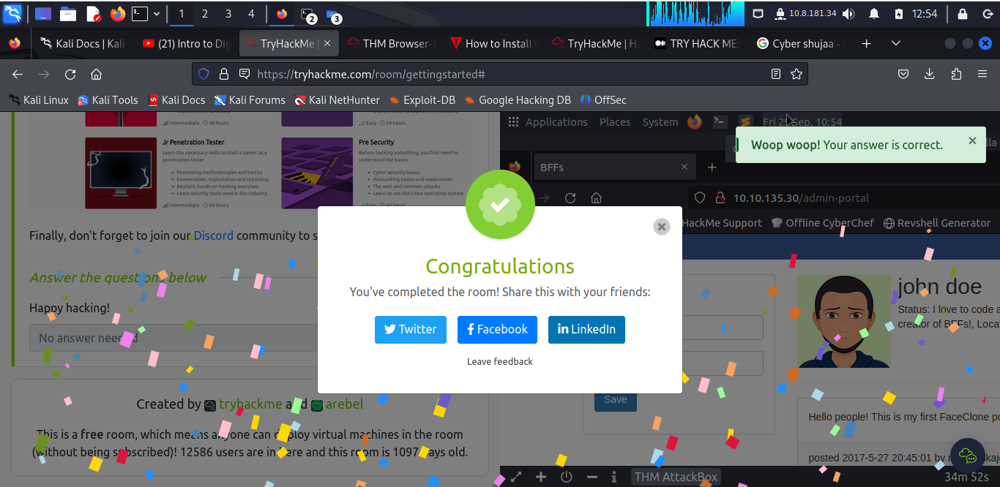 1 2 3 4 2 3 10.8.181.34 12:54
Kali Docs | Kali
(21) Intro to Dig
TryHackMe |
THM Browser-
How to Install
TryHackMe | H
TRY HACK ME:
Cyber shujaa -
https://tryhackme.com/room/gettingstarted#
Kali Linux Kali Tools Kali Docs Kali Forums Kali NetHunter Exploit-DB Google Hacking DB OffSec
Intermediate 48 hours
Easy 24 hours
Jr Penetration Tester
Learn the necessary skills to start a career as a
penetration tester
Pentesting methodologies and tactics
Enumeration, exploitation and reporting
Realistic hands-on hacking exercises
Learn security tools used in the industry
Intermediate 64 hours
Pre Security
Before hacking something, you first need to
understand the basics
Cyber security basics
Networking basics and weaknesses
The web and common attacks
Learn to use the Linux operating system
Easy 40 hours
Finally, don't forget to join our Discord community to s
Answer the questions below
Happy hacking!
No answer needed
Created by tryhackme and arebel
This is a free room, which means anyone can deploy virtual machines in the room
(without being subscribed)! 12586 users are in here and this room is 1097 days old.
Applications Places System Fri 29 Sep, 10:54
Woop woop! Your answer is correct.
BFFs
10.10.135.30/admin-portal
HackMe Support Offline CyberChef Revshell Generator
Congratulations
You've completed the room! Share this with your friends:
Twitter Facebook LinkedIn
Leave feedback
john doe
Status: I love to code a
creator of BFFs!, Loca
Save
Hello people! This is my first FaceClone po
posted 2017-5-27 20:45:01 by
THM AttackBox
34m 52s